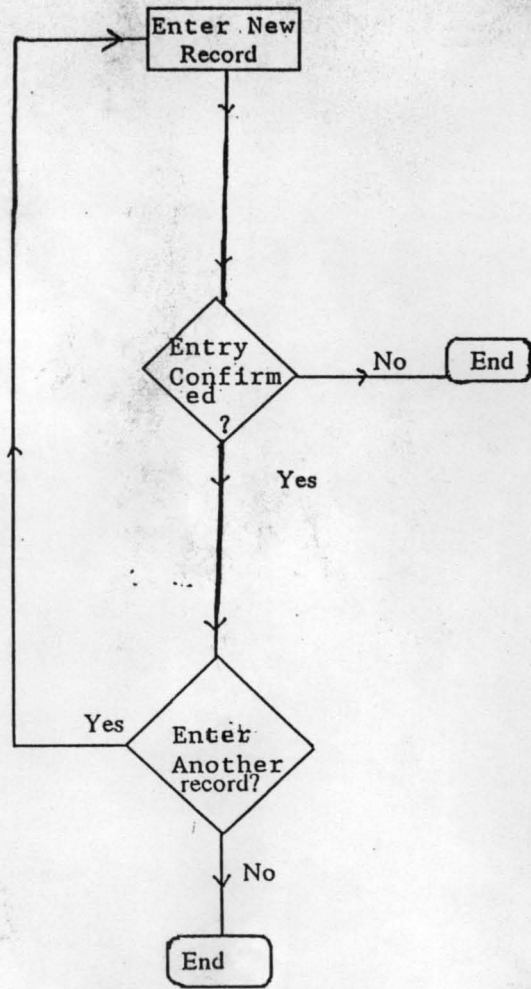 Enter New
Record
Entry
Confirm
ed
?
No
End
Yes
Yes
Enter
Another
record?
No
End